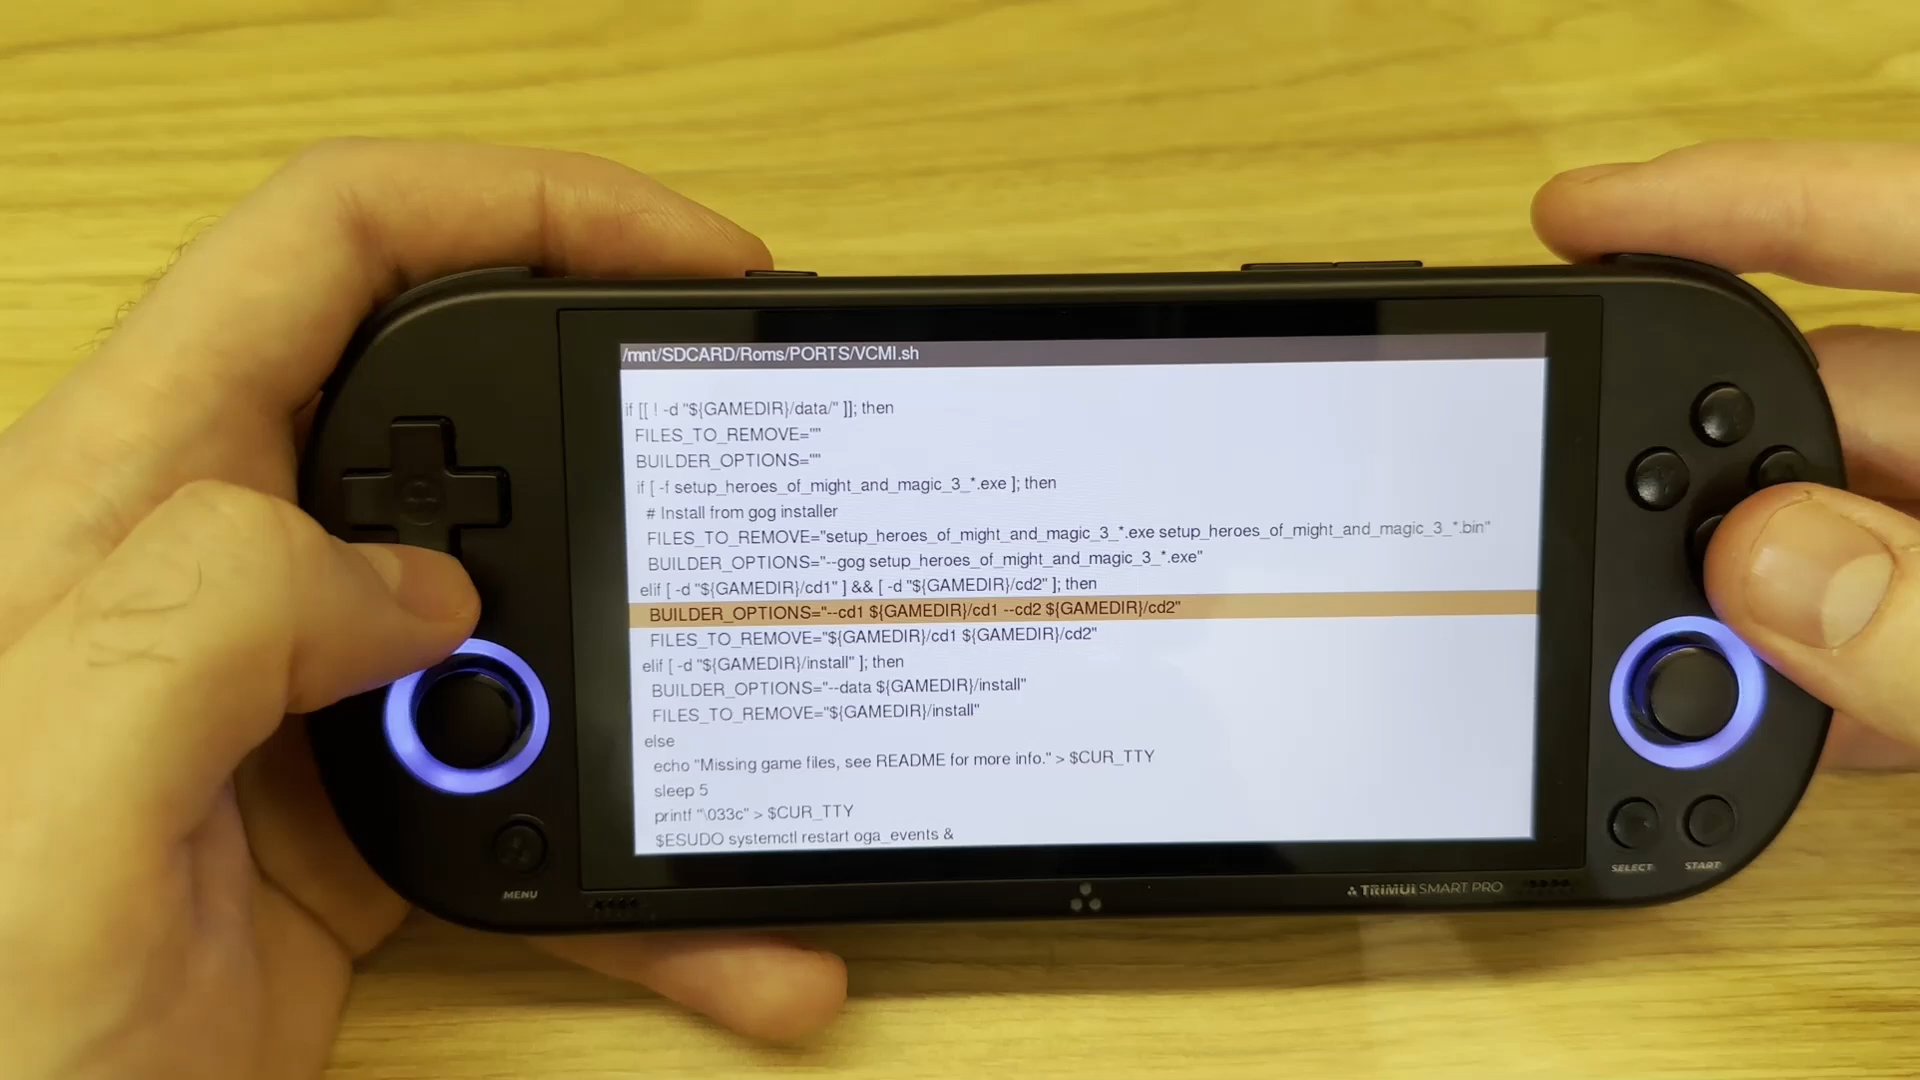 /mnt/SDCARD/Roms/PORTS/VCMI.sh
if [[ ! -d "${GAMEDIR}/data/" ]]; then
FILES_TO_REMOVE=""
BUILDER_OPTIONS=""
if [ -f setup_heroes_of_might_and_magic_3_*.exe ]; then
# Install from gog installer
FILES_TO_REMOVE="setup_heroes_of_might_and_magic_3_*.exe setup_heroes_of_might_and_magic_3_*.bin"
BUILDER_OPTIONS="--gog setup_heroes_of_might_and_magic_3_*.exe"
elif [ -d "${GAMEDIR}/cd1" ] && [ -d "${GAMEDIR}/cd2" ]; then
BUILDER_OPTIONS="--cd1 ${GAMEDIR}/cd1 --cd2 ${GAMEDIR}/cd2"
FILES_TO_REMOVE="${GAMEDIR}/cd1 ${GAMEDIR}/cd2"
elif [ -d "${GAMEDIR}/install" ]; then
BUILDER_OPTIONS="--data ${GAMEDIR}/install"
FILES_TO_REMOVE="${GAMEDIR}/install"
else
echo "Missing game files, see README for more info." > $CUR_TTY
sleep 5
printf "\033c" > $CUR_TTY
$ESUDO systemctl restart oga_events &
MENU
TRIMUI SMART PRO
SELECT START